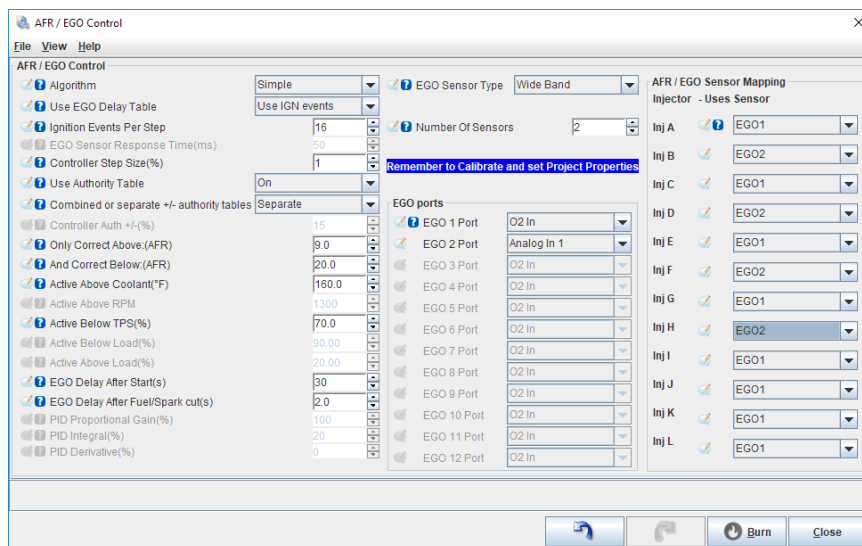 AFR / EGO Control
File View Help
AFR / EGO Control
Algorithm Simple
Use EGO Delay Table Use IGN events
Ignition Events Per Step 16
EGO Sensor Response Time(ms) 50
Controller Step Size(%) 1
Use Authority Table On
Combined or separate +/- authority tables Separate
Controller Auth +/-(%) 15
Only Correct Above:(AFR) 9.0
And Correct Below:(AFR) 20.0
Active Above Coolant(°F) 160.0
Active Above RPM 1300
Active Below TPS(%) 70.0
Active Below Load(%) 90.00
Active Above Load(%) 20.00
EGO Delay After Start(s) 30
EGO Delay After Fuel/Spark cut(s) 2.0
PID Proportional Gain(%) 100
PID Integral(%) 20
PID Derivative(%) 0
EGO Sensor Type Wide Band
Number Of Sensors 2
Remember to Calibrate and set Project Properties
EGO ports
EGO 1 Port O2 In
EGO 2 Port Analog In 1
EGO 3 Port O2 In
EGO 4 Port O2 In
EGO 5 Port O2 In
EGO 6 Port O2 In
EGO 7 Port O2 In
EGO 8 Port O2 In
EGO 9 Port O2 In
EGO 10 Port O2 In
EGO 11 Port O2 In
EGO 12 Port O2 In
AFR / EGO Sensor Mapping
Injector - Uses Sensor
Inj A EGO1
Inj B EGO2
Inj C EGO1
Inj D EGO2
Inj E EGO1
Inj F EGO2
Inj G EGO1
Inj H EGO2
Inj I EGO1
Inj J EGO1
Inj K EGO1
Inj L EGO1
Burn Close